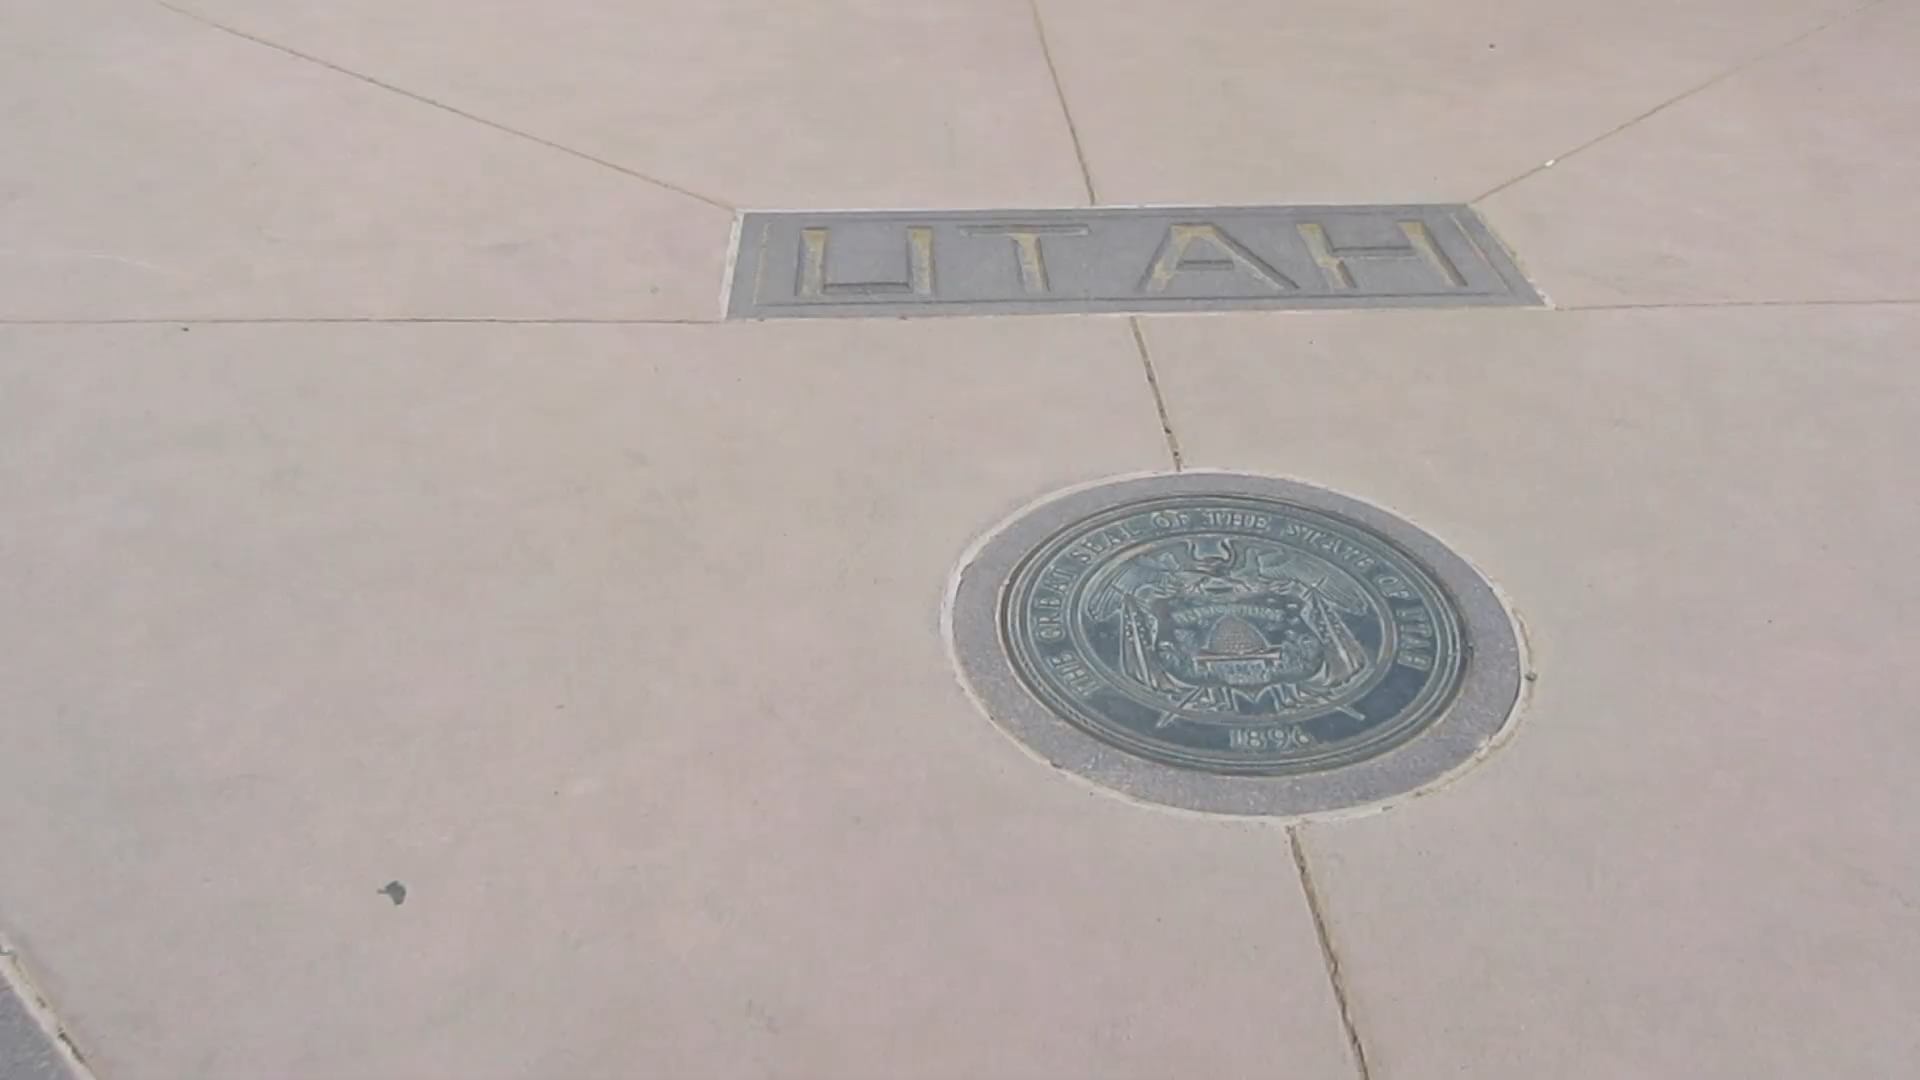 UTAH
THE GREAT SEAL OF THE STATE OF UTAH
1896